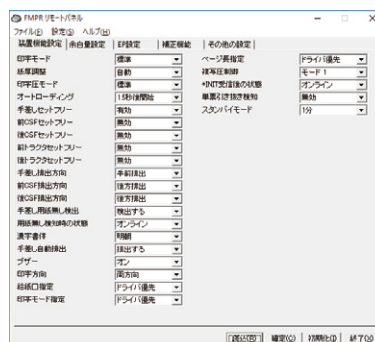 FMPR リモートパネル
ファイル(F) 設定(S) ヘルプ(H)
装置機能設定 余白量設定 EP設定 補正機能 その他の設定
印字モード 標準
紙厚調整 自動
印字圧モード 標準
オートローディング 1.5秒後開始
手差しセットフリー 有効
前CSFセットフリー 無効
後CSFセットフリー 無効
前トラクタセットフリー 無効
後トラクタセットフリー 無効
手差し排出方向 手前排出
前CSF排出方向 後方排出
後CSF排出方向 後方排出
手差し用紙無し検出 検出する
用紙無し検知時の状態 オンライン
漢字書体 明朝
手差し自動排出 排出する
ブザー オン
印字方向 両方向
給紙口指定 ドライバ優先
印字モード指定 ドライバ優先
ページ長指定 ドライバ優先
複写圧制御 モード 1
*INIT受信後の状態 オンライン
単票引き抜き検知 無効
スタンバイモード 1分
確定(C) 初期化(I) 終了(X)